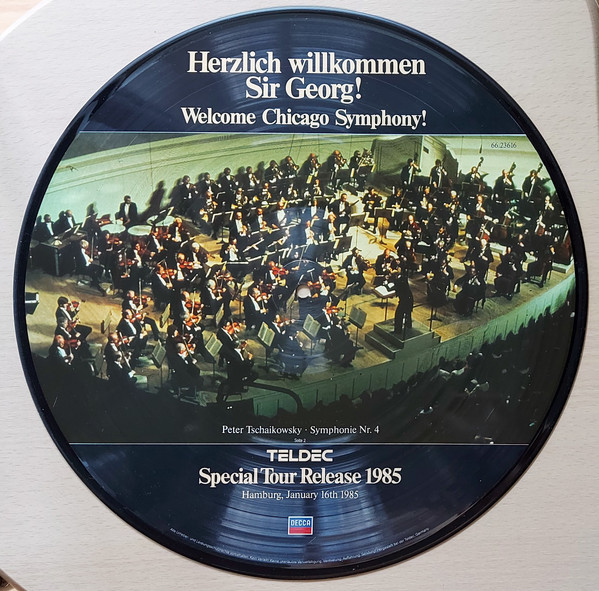 Herzlich willkommen
Sir Georg!
Welcome Chicago Symphony!
66.23616
Peter Tschaikowsky · Symphonie Nr. 4
Seite 2
TELDEC
Special Tour Release 1985
Hamburg, January 16th 1985
DECCA